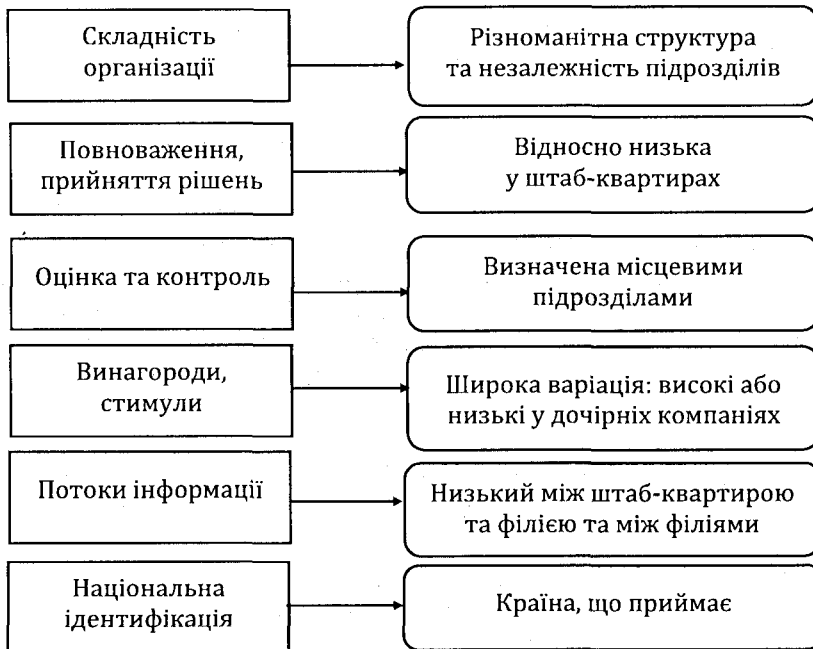 Складність
організації
Різноманітна структура
та незалежність підрозділів
Повноваження,
прийняття рішень
Відносно низька
у штаб-квартирах
Оцінка та контроль
Визначена місцевими
підрозділами
Винагороди,
стимули
Широка варіація: високі або
низькі у дочірніх компаніях
Потоки інформації
Низький між штаб-квартирою
та філією та між філіями
Національна
ідентифікація
Країна, що приймає